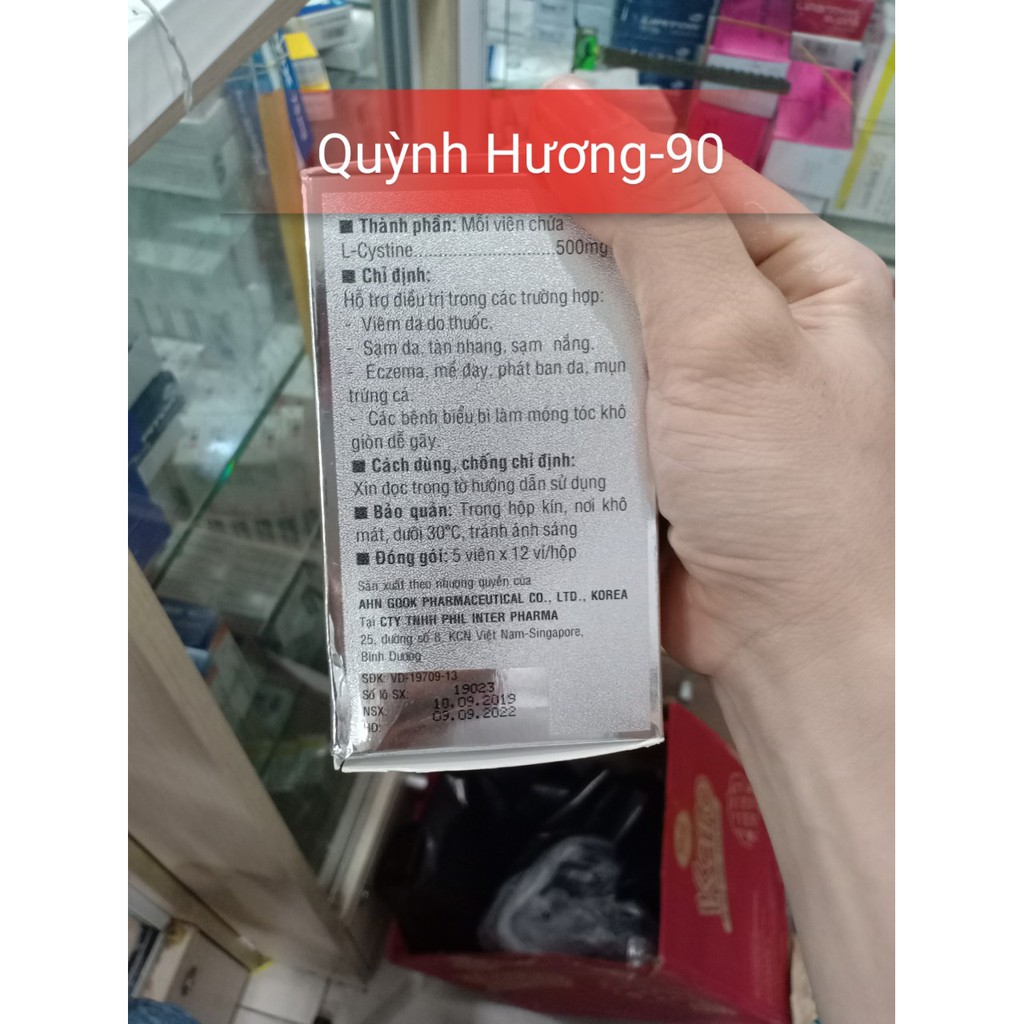 Quỳnh Hương-90
■ Thành phần: Mỗi viên chứa
L-Cystine.............................500mg
■ Chỉ định:
Hỗ trợ điều trị trong các trường hợp:
- Viêm da do thuốc.
- Sạm da, tàn nhang, sạm nắng.
- Eczema, mề đay, phát ban da, mụn
trứng cá.
- Các bệnh biểu bì làm móng tóc khô
giòn dễ gãy.
■ Cách dùng, chống chỉ định:
Xin đọc trong tờ hướng dẫn sử dụng
■ Bảo quản: Trong hộp kín, nơi khô
mát, dưới 30°C, tránh ánh sáng
■ Đóng gói: 5 viên x 12 vỉ/hộp
Sản xuất theo nhượng quyền của
AHN GOOK PHARMACEUTICAL CO., LTD., KOREA
Tại CTY TNHH PHIL INTER PHARMA
25, đường số 8, KCN Việt Nam-Singapore,
Bình Dương
SĐK: VD-19709-13
Số lô SX: 19023
NSX: 10.09.2019
HD: 09.09.2022